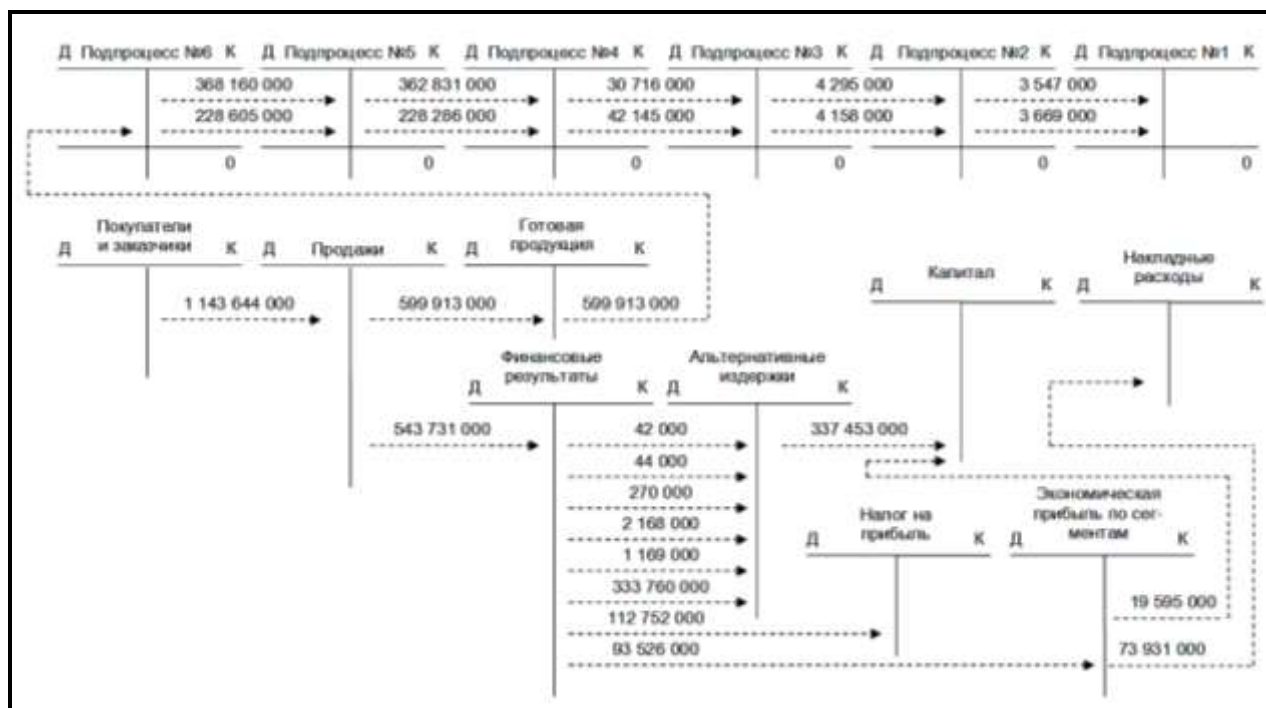 Д Подпроцесс №6 К Д Подпроцесс №5 К Д Подпроцесс №4 К Д Подпроцесс №3 К Д Подпроцесс №2 К Д Подпроцесс №1 К
368 160 000 362 831 000 30 716 000 4 295 000 3 547 000
228 605 000 228 286 000 42 145 000 4 158 000 3 669 000
0 0 0 0 0 0
Покупатели
и заказчики
Д К
Продажи
Д К
Готовая
продукция
Д К
Капитал
Д К
Накладные
расходы
Д К
1 143 644 000 599 913 000 599 913 000
Финансовые
результаты
Д К
Альтернативные
издержки
Д К
543 731 000 42 000 337 453 000
44 000
270 000
2 168 000
1 169 000
333 760 000
112 752 000
93 526 000
Налог на
прибыль
Д К
Экономическая
прибыль по сег-
ментам
Д К
19 595 000
73 931 000